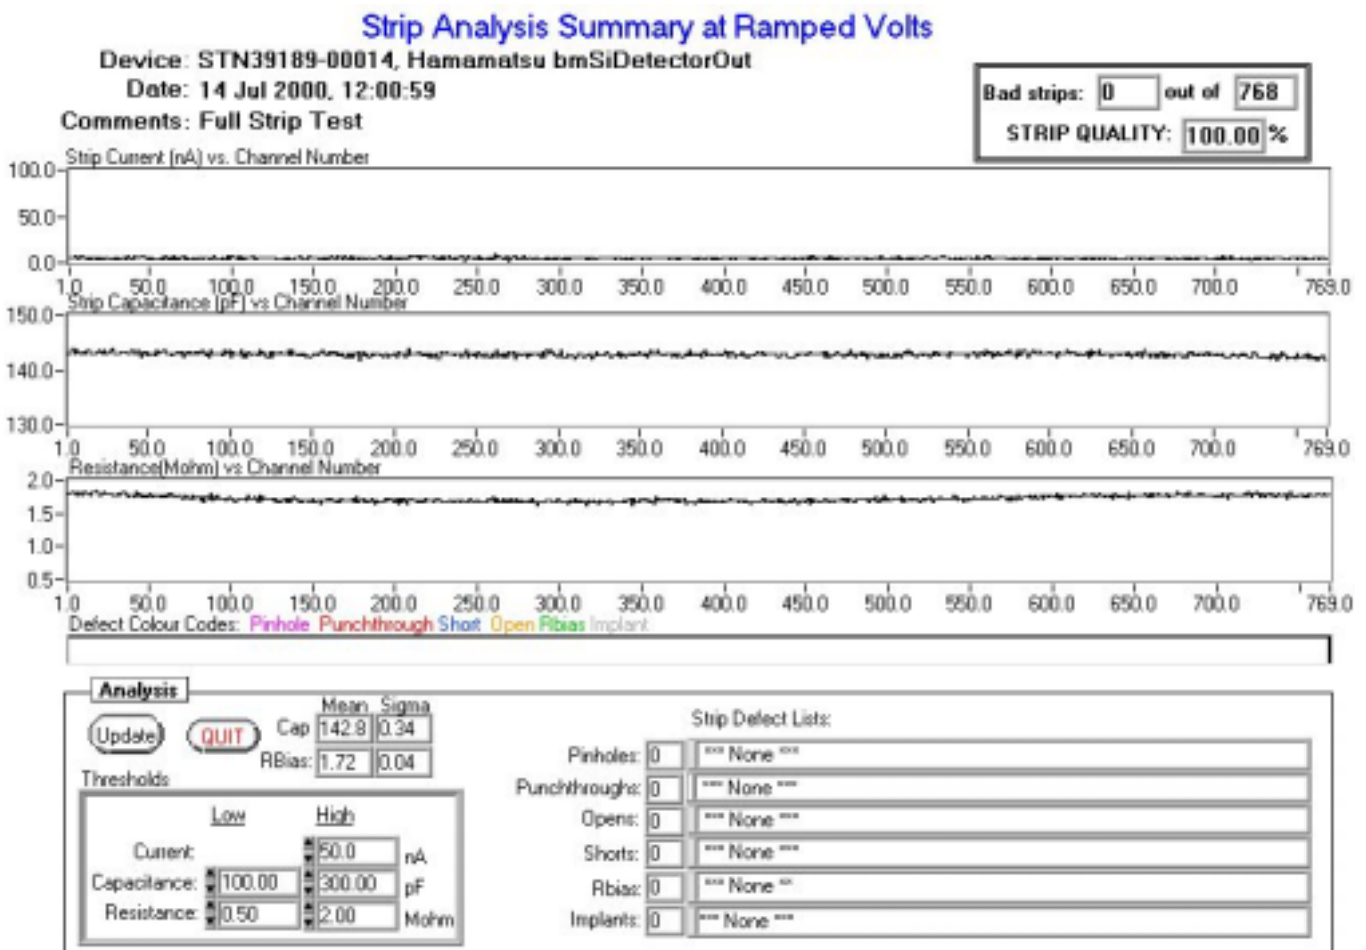 Strip Analysis Summary at Ramped Volts
Device: STN39189-00014, Hamamatsu bmSiDetectorOut
Date: 14 Jul 2000, 12:00:59
Comments: Full Strip Test
Bad strips: 0 out of 768
STRIP QUALITY: 100.00 %
Strip Current (nA) vs. Channel Number
100.0
50.0
0.0
1.0 50.0 100.0 150.0 200.0 250.0 300.0 350.0 400.0 450.0 500.0 550.0 600.0 650.0 700.0 769.0
Strip Capacitance (pF) vs Channel Number
150.0
140.0
130.0
1.0 50.0 100.0 150.0 200.0 250.0 300.0 350.0 400.0 450.0 500.0 550.0 600.0 650.0 700.0 769.0
Resistance(Mohm) vs Channel Number
2.0
1.5
1.0
0.5
1.0 50.0 100.0 150.0 200.0 250.0 300.0 350.0 400.0 450.0 500.0 550.0 600.0 650.0 700.0 769.0
Defect Colour Codes: Pinhole Punchthrough Short Open Rbias Implant
Analysis
Update QUIT
Mean Sigma
Cap 142.8 0.34
RBias: 1.72 0.04
Thresholds
Low High
Current: 50.0 nA
Capacitance: 100.00 300.00 pF
Resistance: 0.50 2.00 Mohm
Strip Defect Lists:
Pinholes: 0 *** None ***
Punchthroughs: 0 *** None ***
Opens: 0 *** None ***
Shorts: 0 *** None ***
Rbias: 0 *** None **
Implants: 0 *** None ***